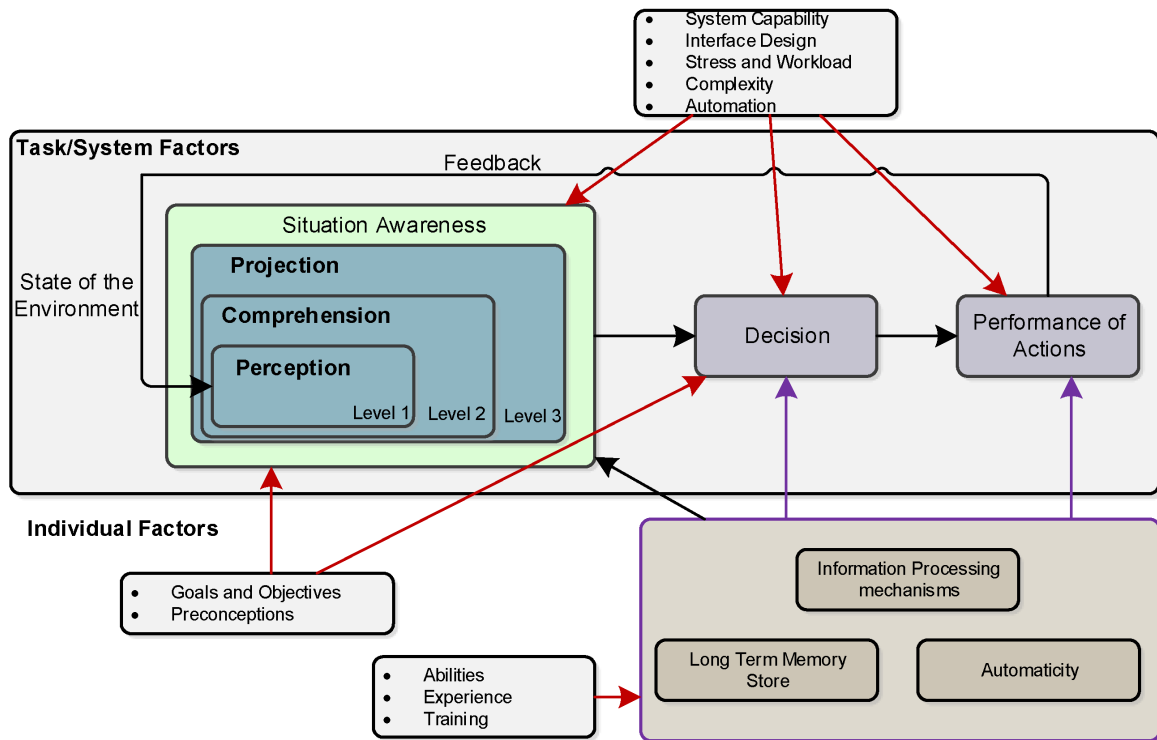 • System Capability
• Interface Design
• Stress and Workload
• Complexity
• Automation
Task/System Factors
Feedback
Situation Awareness
Projection
State of the
Environment
Comprehension
Perception
Level 1
Level 2
Level 3
Decision
Performance of
Actions
Individual Factors
• Goals and Objectives
• Preconceptions
• Abilities
• Experience
• Training
Information Processing
mechanisms
Long Term Memory
Store
Automaticity